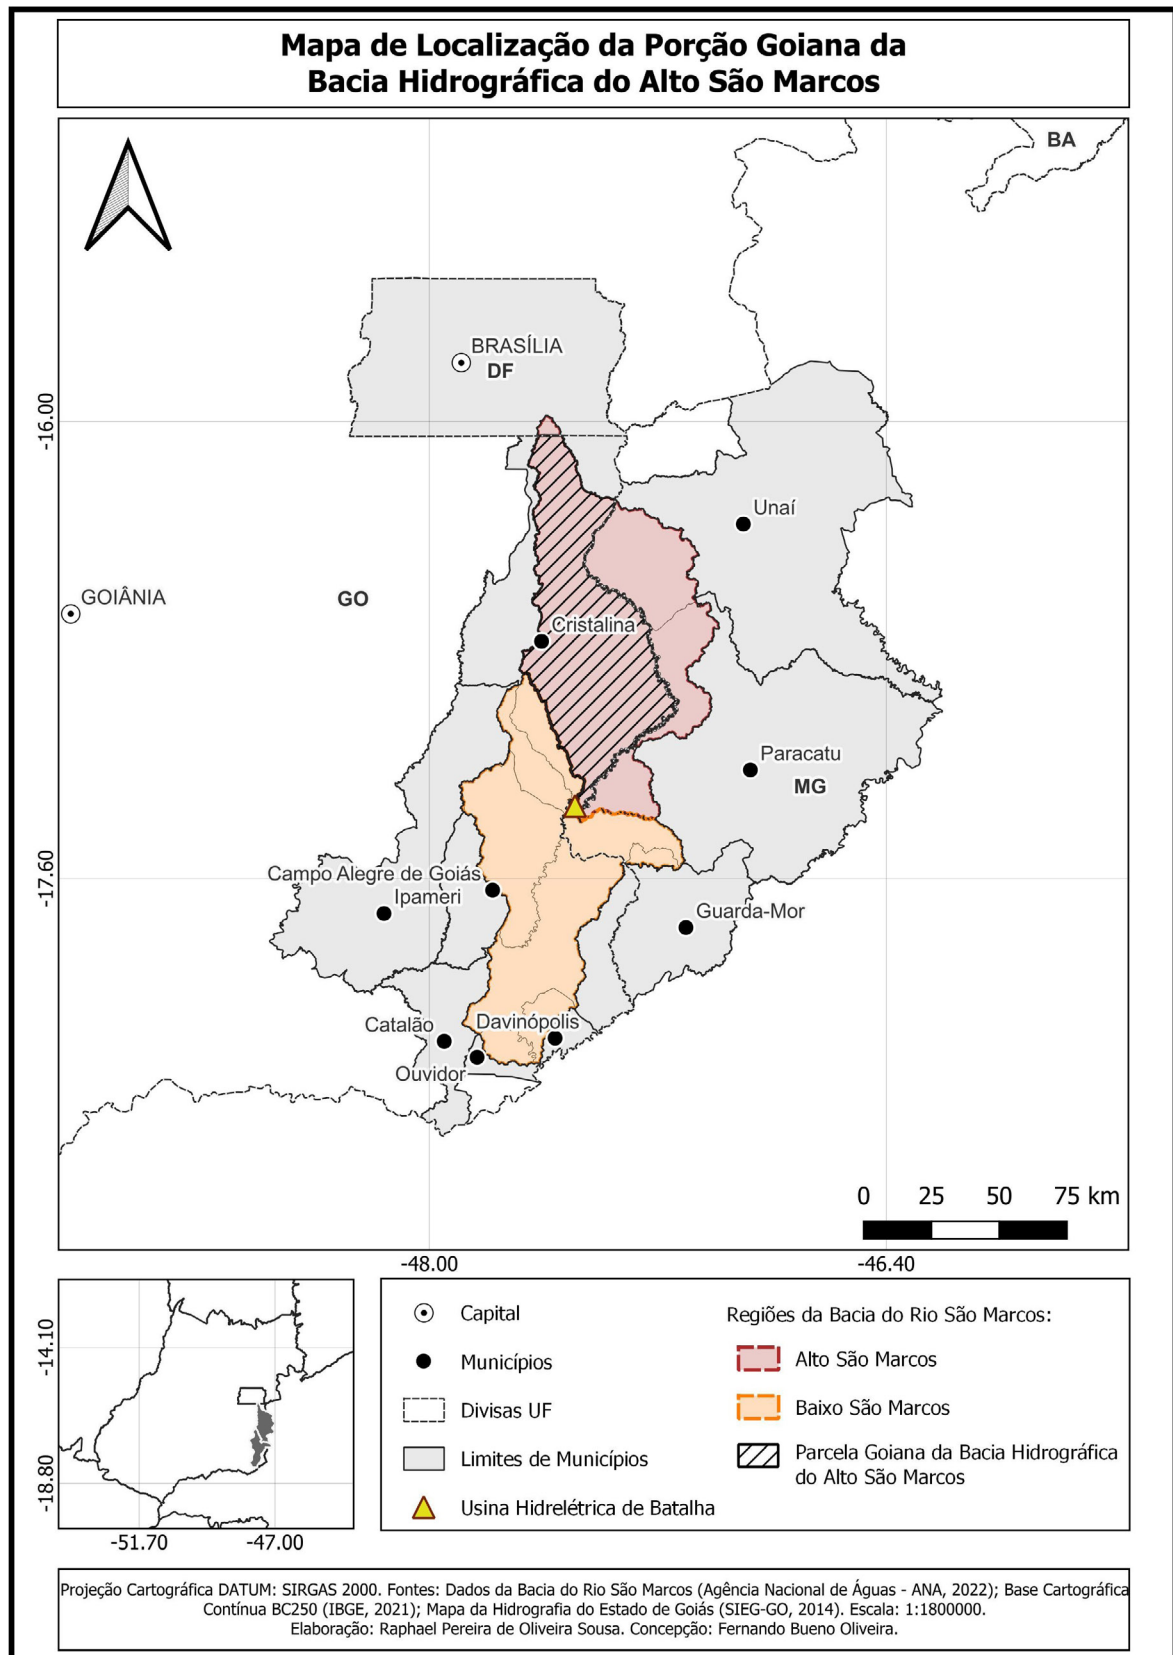 Mapa de Localização da Porção Goiana da
Bacia Hidrográfica do Alto São Marcos
BA
BRASÍLIA
DF
-16.00
Unaí
GOIÂNIA
GO
Cristalina
Paracatu
MG
-17.60
Campo Alegre de Goiás
Ipameri
Guarda-Mor
Catalão
Davinópolis
Ouvidor
0 25 50 75 km
-48.00
-46.40
-14.10
-18.80
-51.70
-47.00
Capital
Municípios
Divisas UF
Limites de Municípios
Usina Hidrelétrica de Batalha
Regiões da Bacia do Rio São Marcos:
Alto São Marcos
Baixo São Marcos
Parcela Goiana da Bacia Hidrográfica
do Alto São Marcos
Projeção Cartográfica DATUM: SIRGAS 2000. Fontes: Dados da Bacia do Rio São Marcos (Agência Nacional de Águas - ANA, 2022); Base Cartográfica
Contínua BC250 (IBGE, 2021); Mapa da Hidrografia do Estado de Goiás (SIEG-GO, 2014). Escala: 1:1800000.
Elaboração: Raphael Pereira de Oliveira Sousa. Concepção: Fernando Bueno Oliveira.